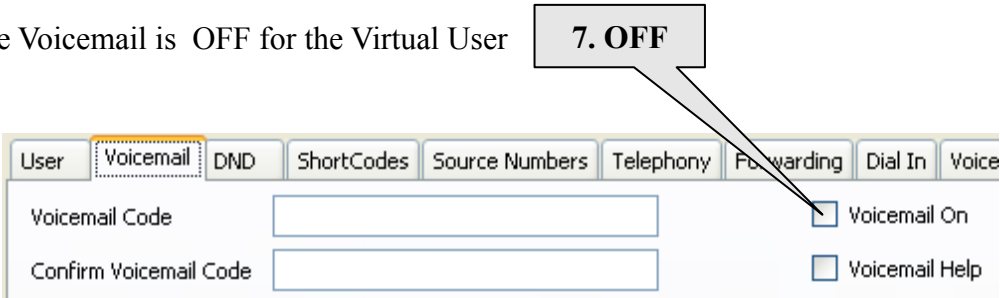 e Voicemail is OFF for the Virtual User
7. OFF
User Voicemail DND ShortCodes Source Numbers Telephony Forwarding Dial In Voice
Voicemail Code
Voicemail On
Confirm Voicemail Code
Voicemail Help